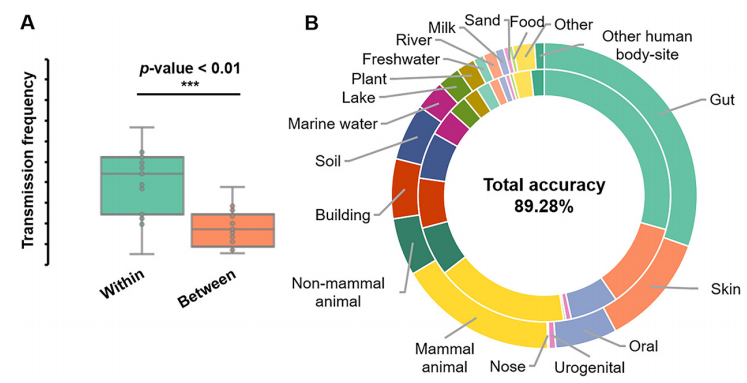 A
p-value < 0.01
***
Transmission frequency
Within
Between
B
Milk
Sand
Food
Other
River
Freshwater
Plant
Lake
Marine water
Soil
Building
Non-mammal
animal
Mammal
animal
Nose
Urogenital
Oral
Skin
Gut
Other human
body-site
Total accuracy
89.28%